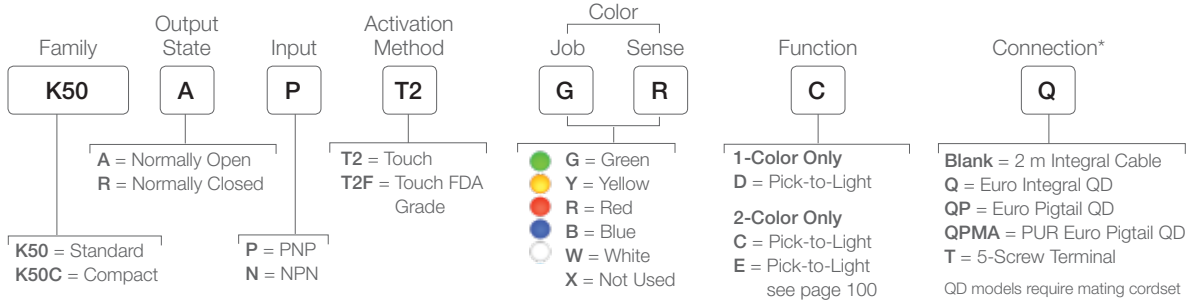 Color
Family
Output
State
Input
Activation
Method
Job
Sense
Function
Connection*
K50
A
P
T2
G
R
C
Q
K50 = Standard
K50C = Compact
A = Normally Open
R = Normally Closed
P = PNP
N = NPN
T2 = Touch
T2F = Touch FDA
Grade
G = Green
Y = Yellow
R = Red
B = Blue
W = White
X = Not Used
1-Color Only
D = Pick-to-Light
2-Color Only
C = Pick-to-Light
E = Pick-to-Light
see page 100
Blank = 2 m Integral Cable
Q = Euro Integral QD
QP = Euro Pigtail QD
QPMA = PUR Euro Pigtail QD
T = 5-Screw Terminal
QD models require mating cordset